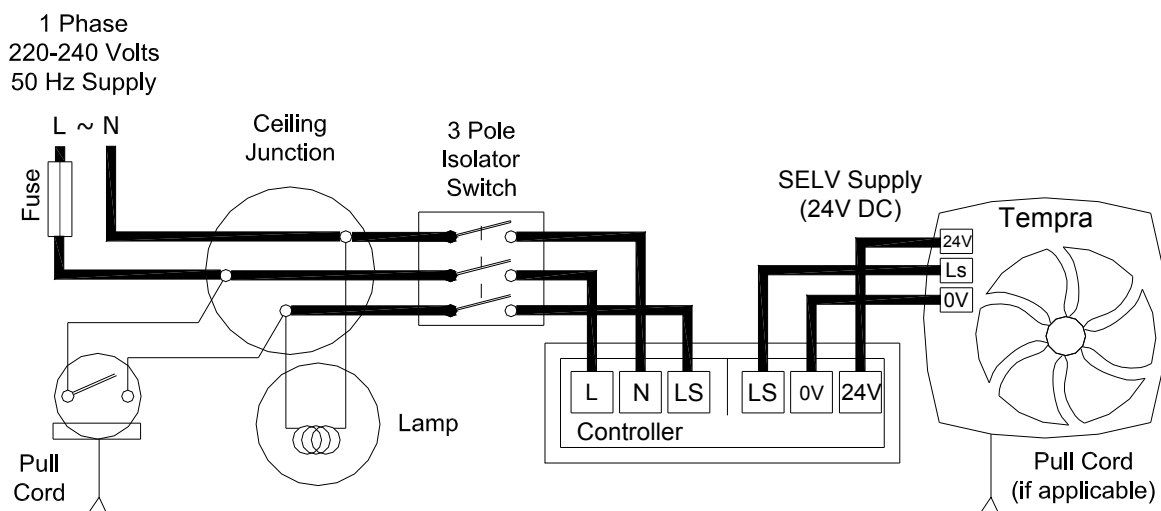 1 Phase
220-240 Volts
50 Hz Supply
L ~ N
Fuse
Ceiling
Junction
3 Pole
Isolator
Switch
SELV Supply
(24V DC)
Tempra
24V
Ls
0V
L
N
LS
LS
0V
24V
Controller
Lamp
Pull
Cord
Pull Cord
(if applicable)